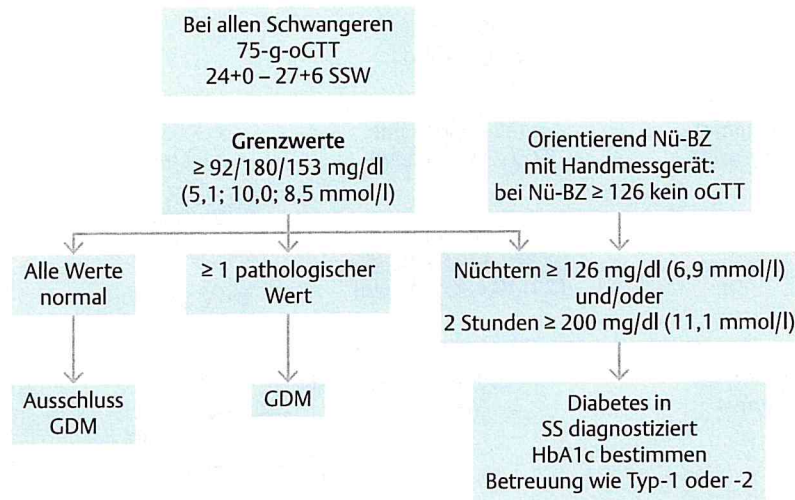 Bei allen Schwangeren
75-g-oGTT
24+0 – 27+6 SSW
Grenzwerte
≥ 92/180/153 mg/dl
(5,1; 10,0; 8,5 mmol/l)
Orientierend Nü-BZ
mit Handmessgerät:
bei Nü-BZ ≥ 126 kein oGTT
Alle Werte
normal
≥ 1 pathologischer
Wert
Nüchtern ≥ 126 mg/dl (6,9 mmol/l)
und/oder
2 Stunden ≥ 200 mg/dl (11,1 mmol/l)
Ausschluss
GDM
GDM
Diabetes in
SS diagnostiziert
HbA1c bestimmen
Betreuung wie Typ-1 oder -2